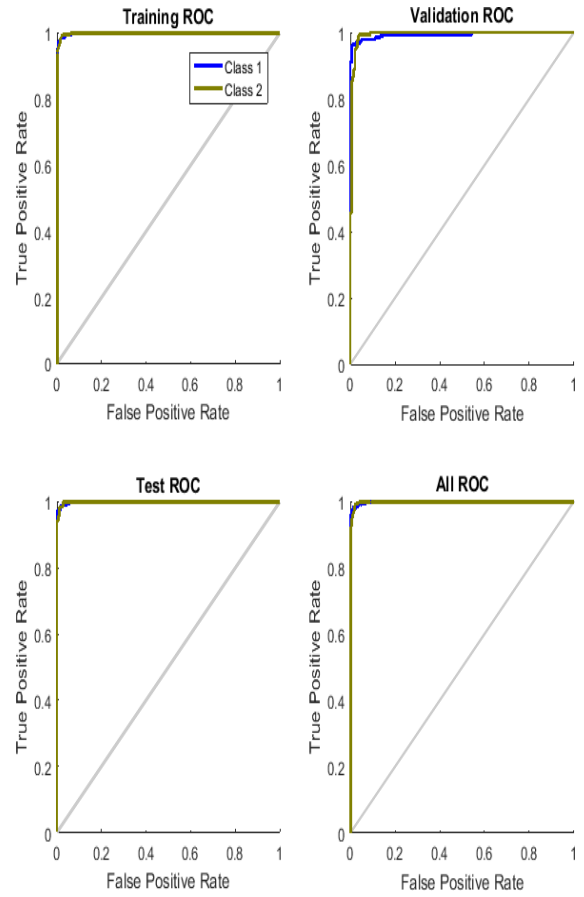 Training ROC
1
0.8
0.6
0.4
0.2
0
True Positive Rate
Class 1
Class 2
0 0.2 0.4 0.6 0.8 1
False Positive Rate
Validation ROC
1
0.8
0.6
0.4
0.2
0
True Positive Rate
0 0.2 0.4 0.6 0.8 1
False Positive Rate
Test ROC
1
0.8
0.6
0.4
0.2
0
True Positive Rate
0 0.2 0.4 0.6 0.8 1
False Positive Rate
All ROC
1
0.8
0.6
0.4
0.2
0
True Positive Rate
0 0.2 0.4 0.6 0.8 1
False Positive Rate